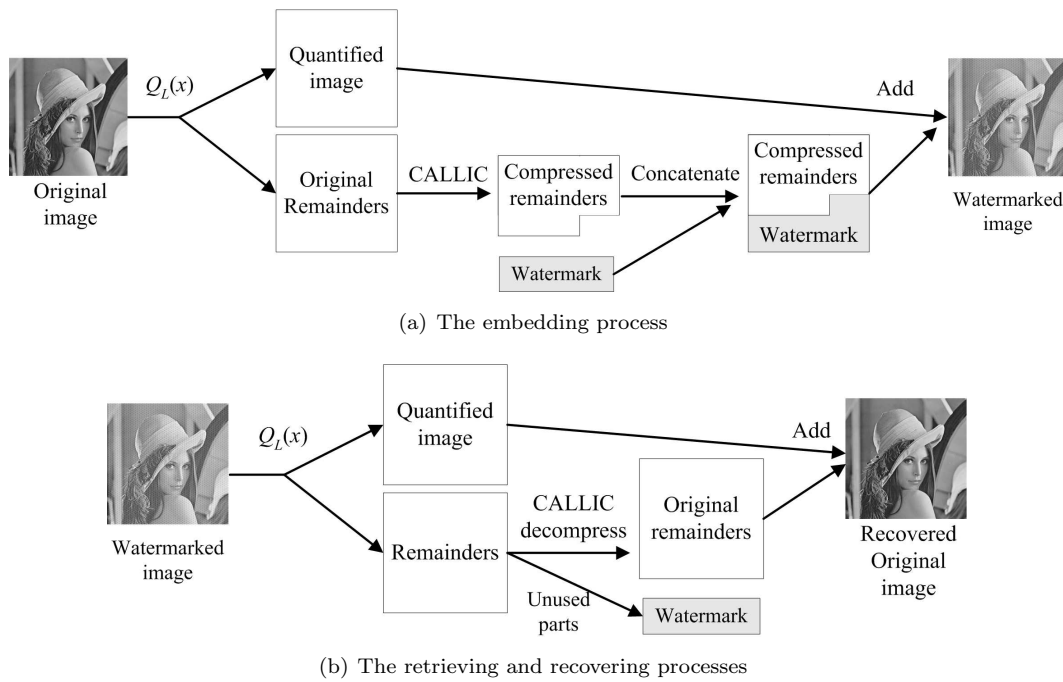 Quantified
image
Q_L(x)
Add
Original
image
Original
Remainders
CALLIC
Compressed
remainders
Concatenate
Compressed
remainders
Watermark
Watermark
Watermarked
image
(a) The embedding process
Quantified
image
Q_L(x)
Add
Watermarked
image
Remainders
CALLIC
decompress
Original
remainders
Recovered
Original
image
Unused
parts
Watermark
(b) The retrieving and recovering processes